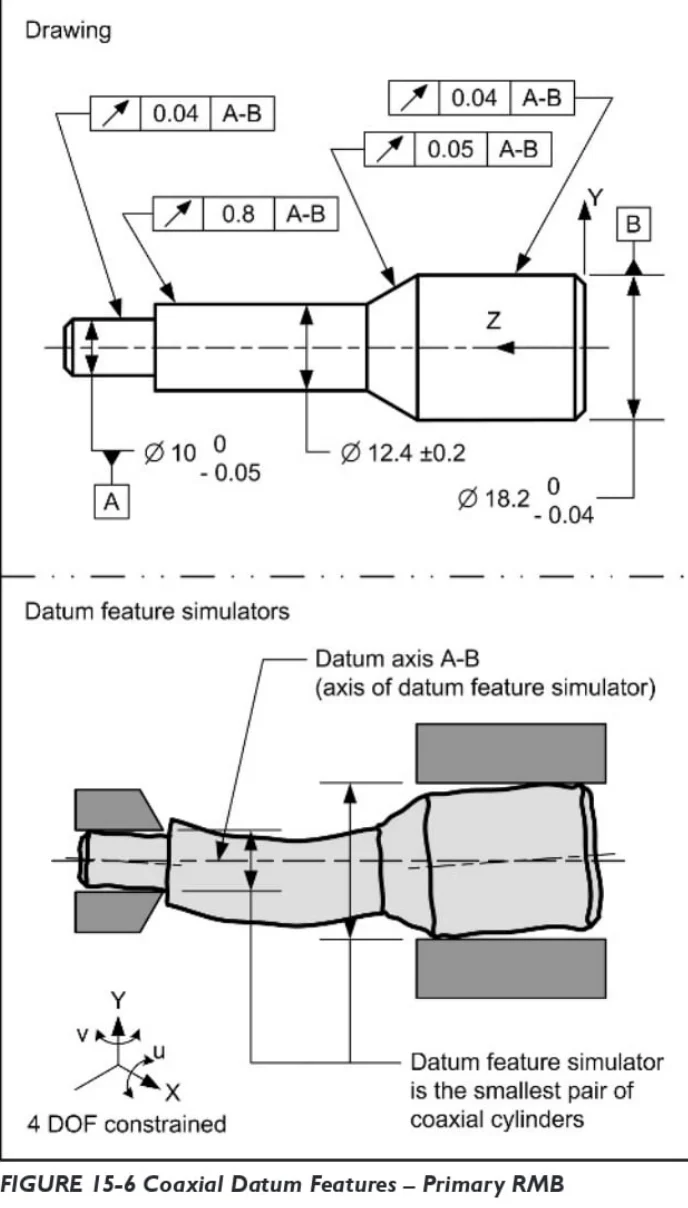 Drawing
0.04 A-B
0.04 A-B
0.05 A-B
0.8 A-B
Y
B
Z
Ø 10 0 - 0.05
Ø 12.4 ±0.2
A
Ø 18.2 0 - 0.04
Datum feature simulators
Datum axis A-B
(axis of datum feature simulator)
Y
v
u
X
4 DOF constrained
Datum feature simulator
is the smallest pair of
coaxial cylinders
FIGURE 15-6 Coaxial Datum Features – Primary RMB